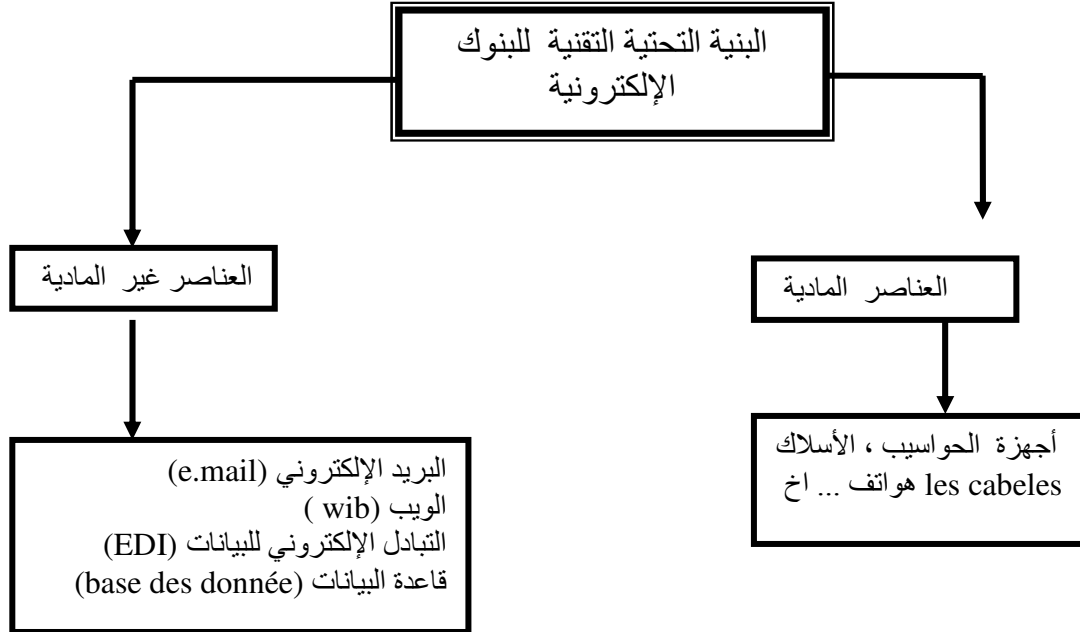 البنية التحتية التقنية للبنوك
الإلكترونية
العناصر المادية
العناصر غير المادية
أجهزة الحواسيب ، الأسلاك
les cabeles هواتف ... اخ
البريد الإلكتروني (e.mail)
الويب (wib )
التبادل الإلكتروني للبيانات (EDI)
قاعدة البيانات (base des donnée)